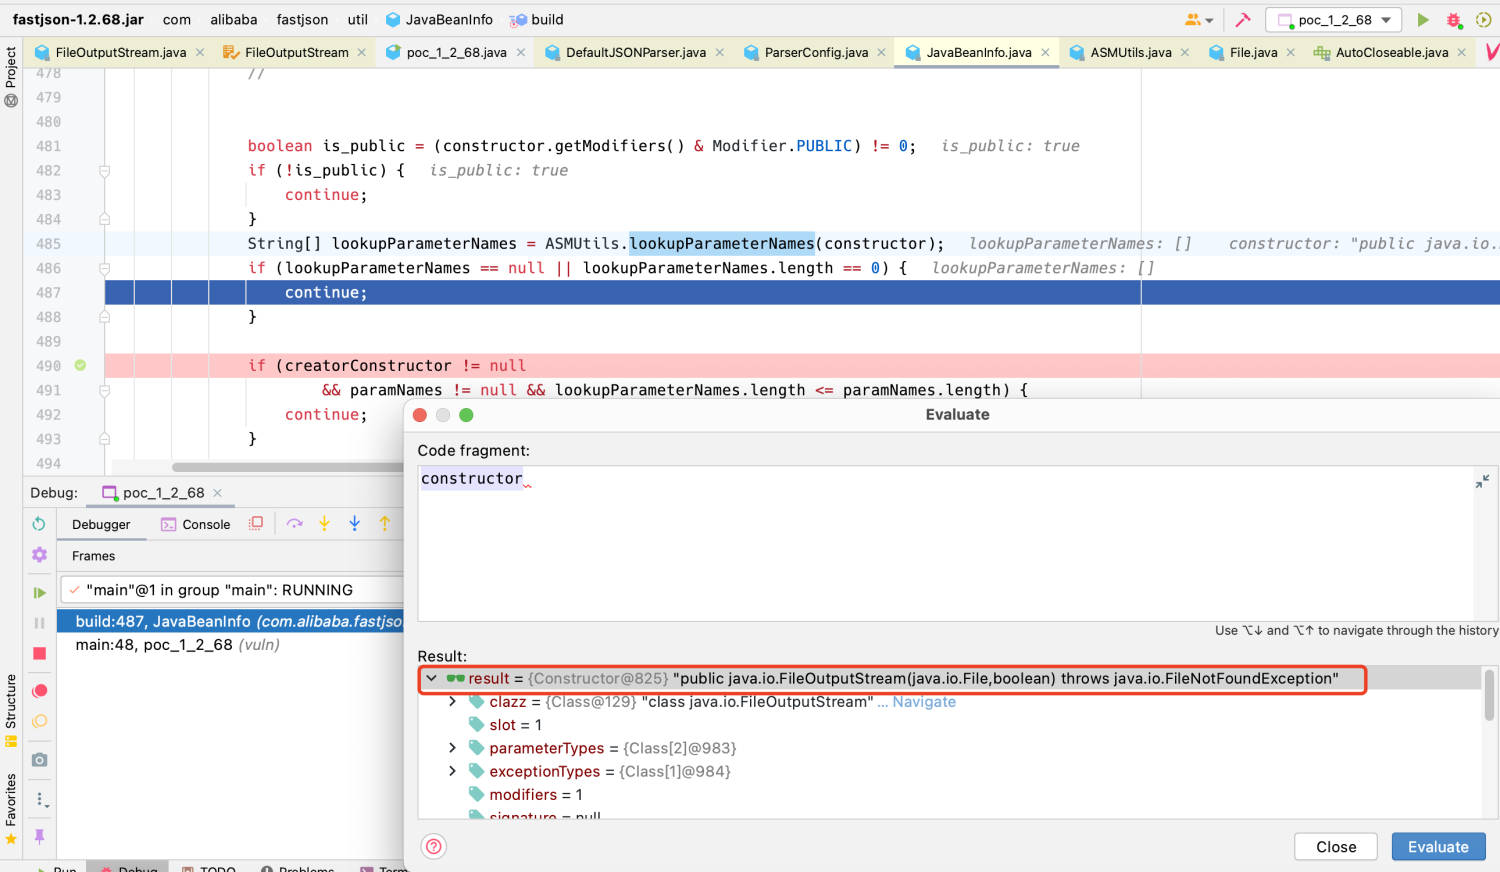 fastjson-1.2.68.jar com alibaba fastjson util JavaBeanInfo build poc_1_2_68
Project
FileOutputStream.java FileOutputStream poc_1_2_68.java DefaultJSONParser.java ParserConfig.java JavaBeanInfo.java ASMUtils.java File.java AutoCloseable.java
478 //
479
480
481 boolean is_public = (constructor.getModifiers() & Modifier.PUBLIC) != 0; is_public: true
482 if (!is_public) { is_public: true
483 continue;
484 }
485 String[] lookupParameterNames = ASMUtils.lookupParameterNames(constructor); lookupParameterNames: [] constructor: "public java.io.
486 if (lookupParameterNames == null || lookupParameterNames.length == 0) { lookupParameterNames: []
487 continue;
488 }
489
490 if (creatorConstructor != null
491 && paramNames != null && lookupParameterNames.length <= paramNames.length) {
492 continue;
493 }
494
Evaluate
Code fragment:
constructor
Use ⌥↓ and ⌥↑ to navigate through the history
Result:
result = {Constructor@825} "public java.io.FileOutputStream(java.io.File,boolean) throws java.io.FileNotFoundException"
clazz = {Class@129} "class java.io.FileOutputStream" ... Navigate
slot = 1
parameterTypes = {Class[2]@983}
exceptionTypes = {Class[1]@984}
modifiers = 1
signature = null
Close Evaluate
Debug: poc_1_2_68
Debugger Console
Frames
"main"@1 in group "main": RUNNING
build:487, JavaBeanInfo (com.alibaba.fastjso
main:48, poc_1_2_68 (vuln)
Structure
Favorites
Run Debug TODO Problems Term